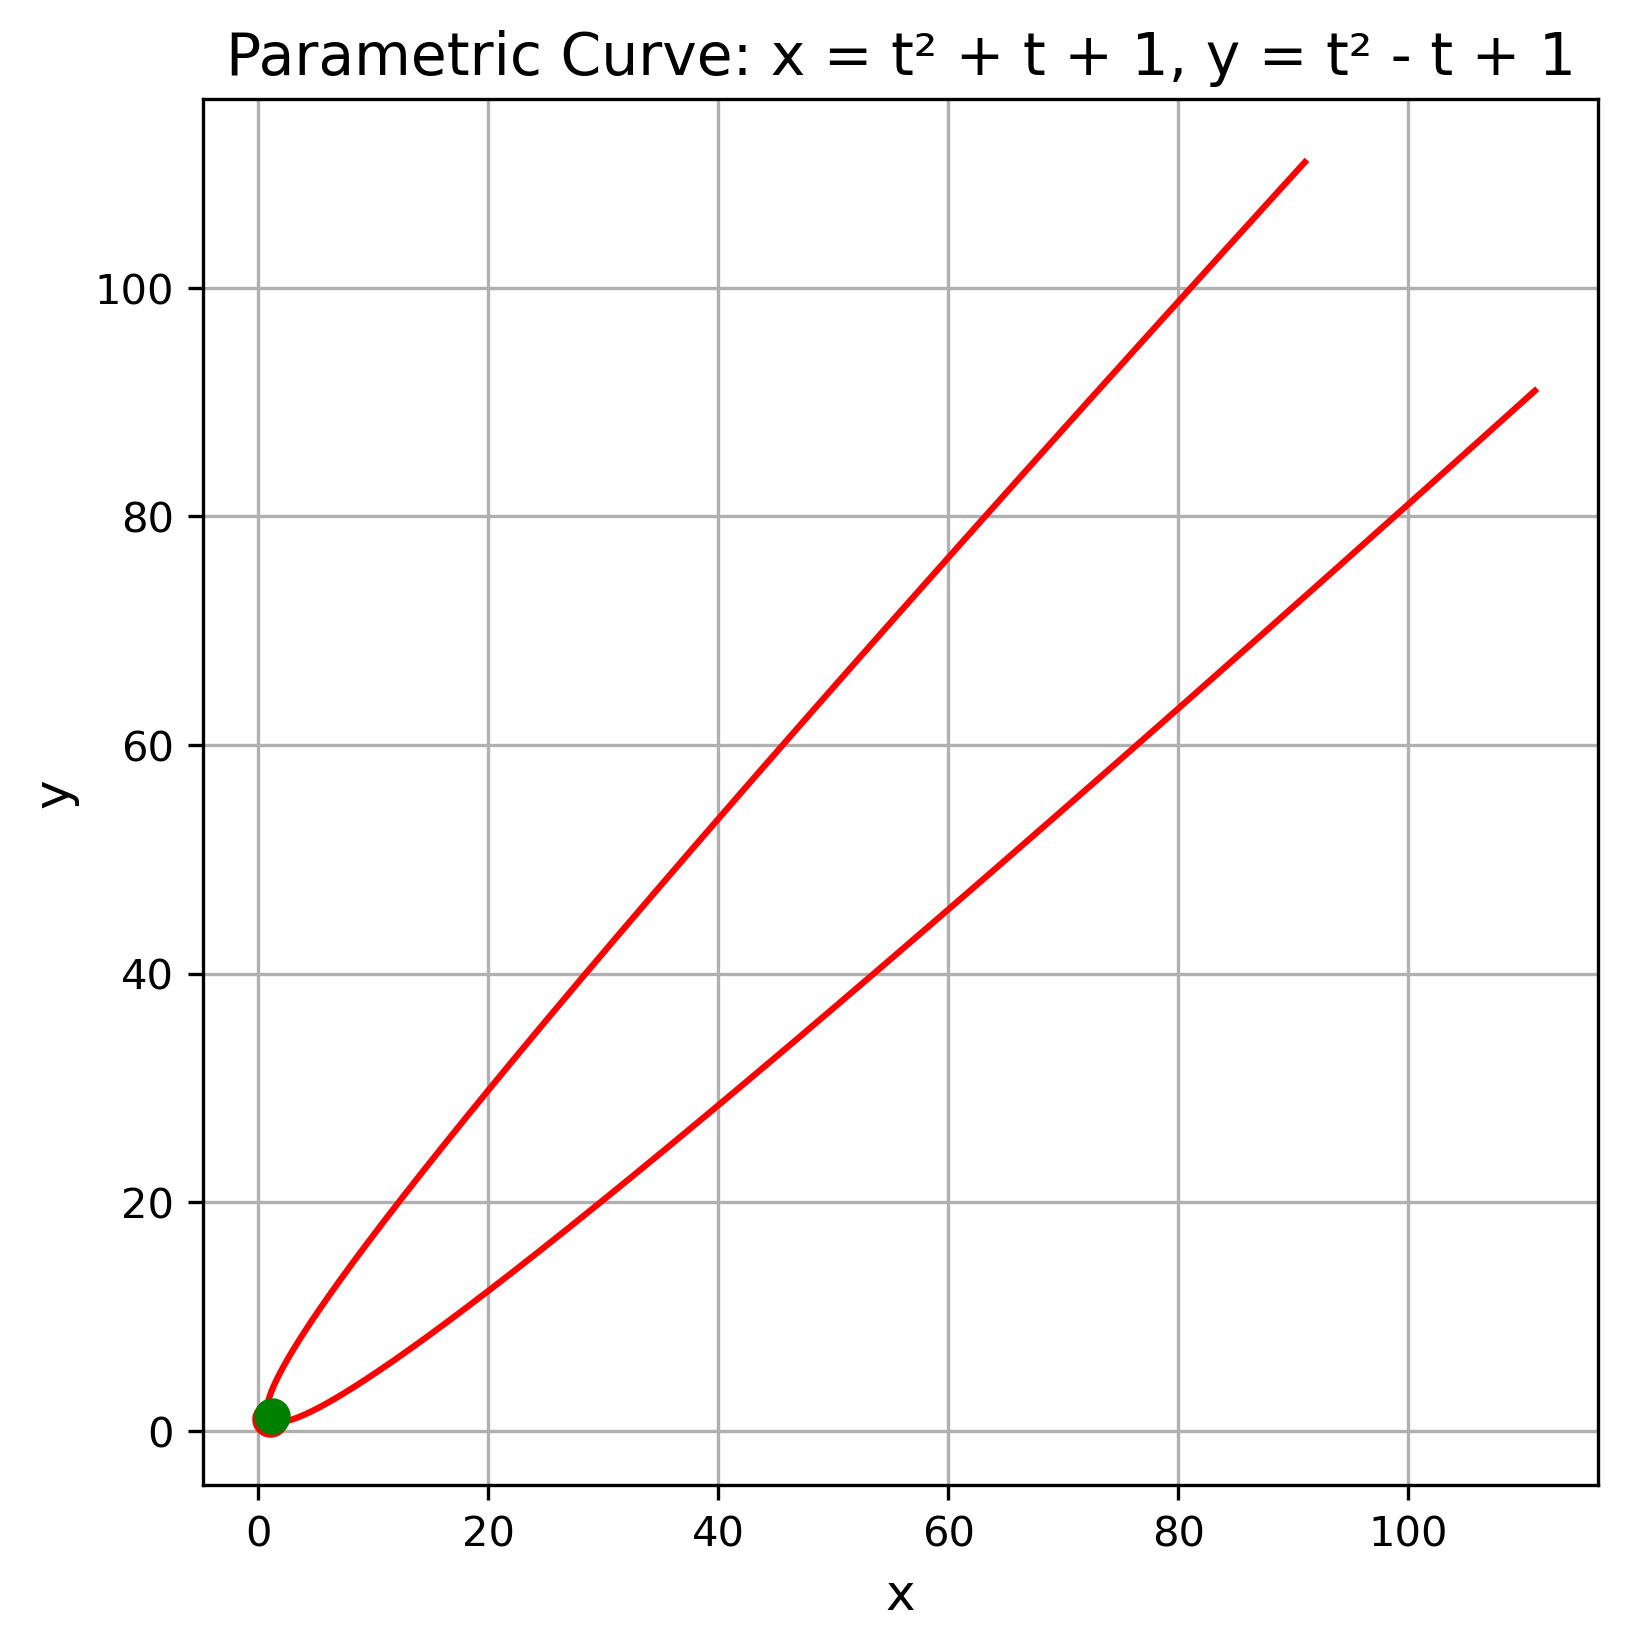 Parametric Curve: x = t² + t + 1, y = t² - t + 1
100
80
60
40
20
0
y
0 20 40 60 80 100
x